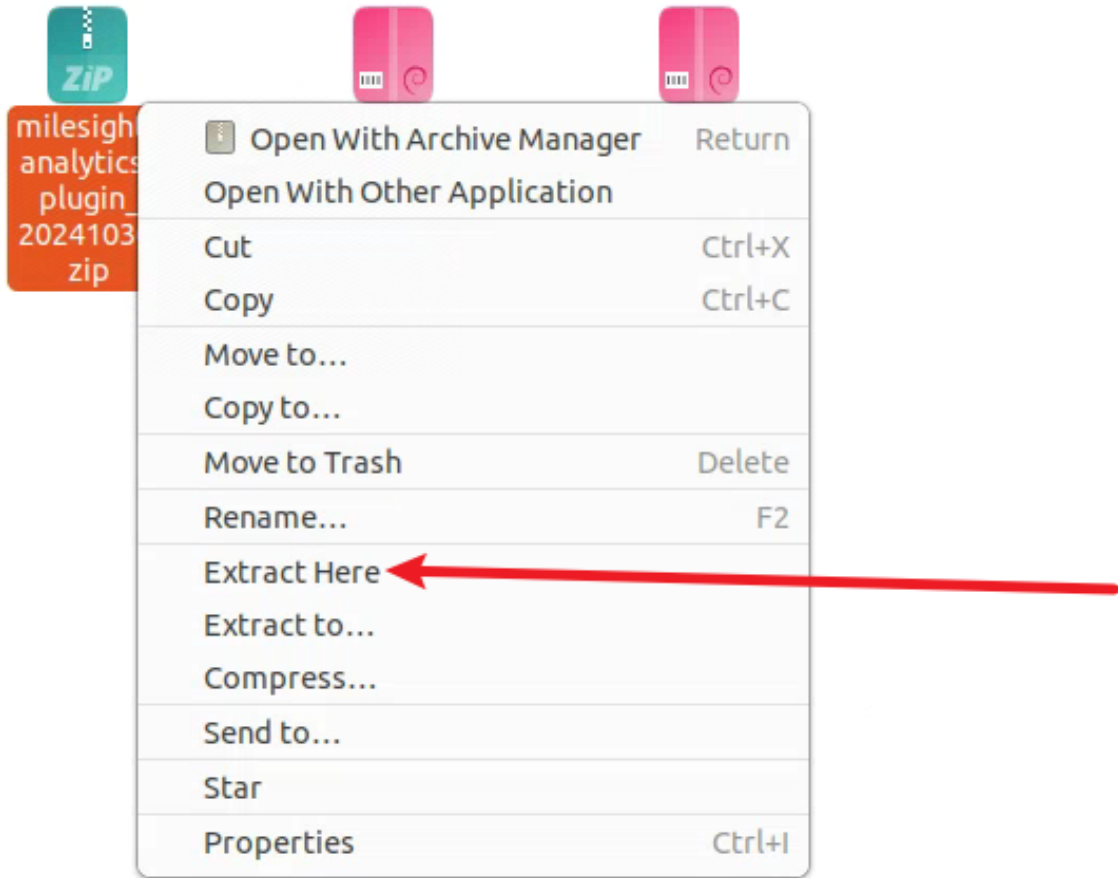 ZiP
milesigh
analytics
plugin_
2024103
zip
Open With Archive Manager Return
Open With Other Application
Cut Ctrl+X
Copy Ctrl+C
Move to...
Copy to...
Move to Trash Delete
Rename... F2
Extract Here
Extract to...
Compress...
Send to...
Star
Properties Ctrl+I